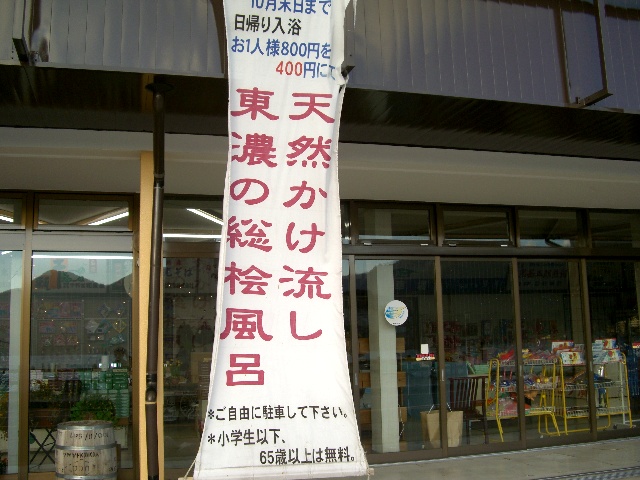 10月末日まで
日帰り入浴
お1人様800円を
400円にて
天然かけ流し
東濃の総桧風呂
*ご自由に駐車して下さい。
*小学生以下、
65歳以上は無料。